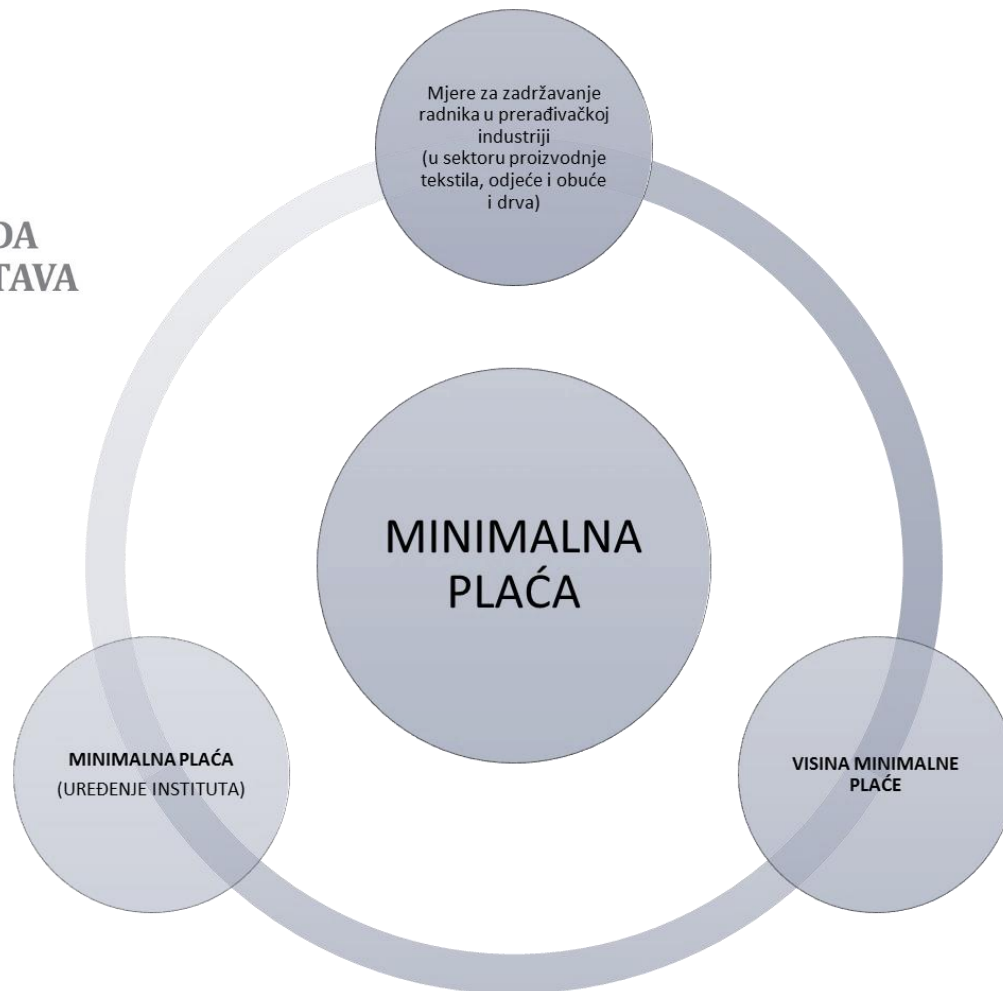 Mjere za zadržavanje
radnika u prerađivačkoj
industriji
(u sektoru proizvodnje
tekstila, odjeće i obuće
i drva)
DA
TAVA
MINIMALNA
PLAĆA
MINIMALNA PLAĆA
(UREĐENJE INSTITUTA)
VISINA MINIMALNE
PLAĆE